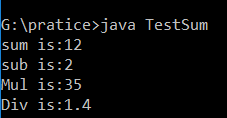 G:\pratice>java TestSum
sum is:12
sub is:2
Mul is:35
Div is:1.4